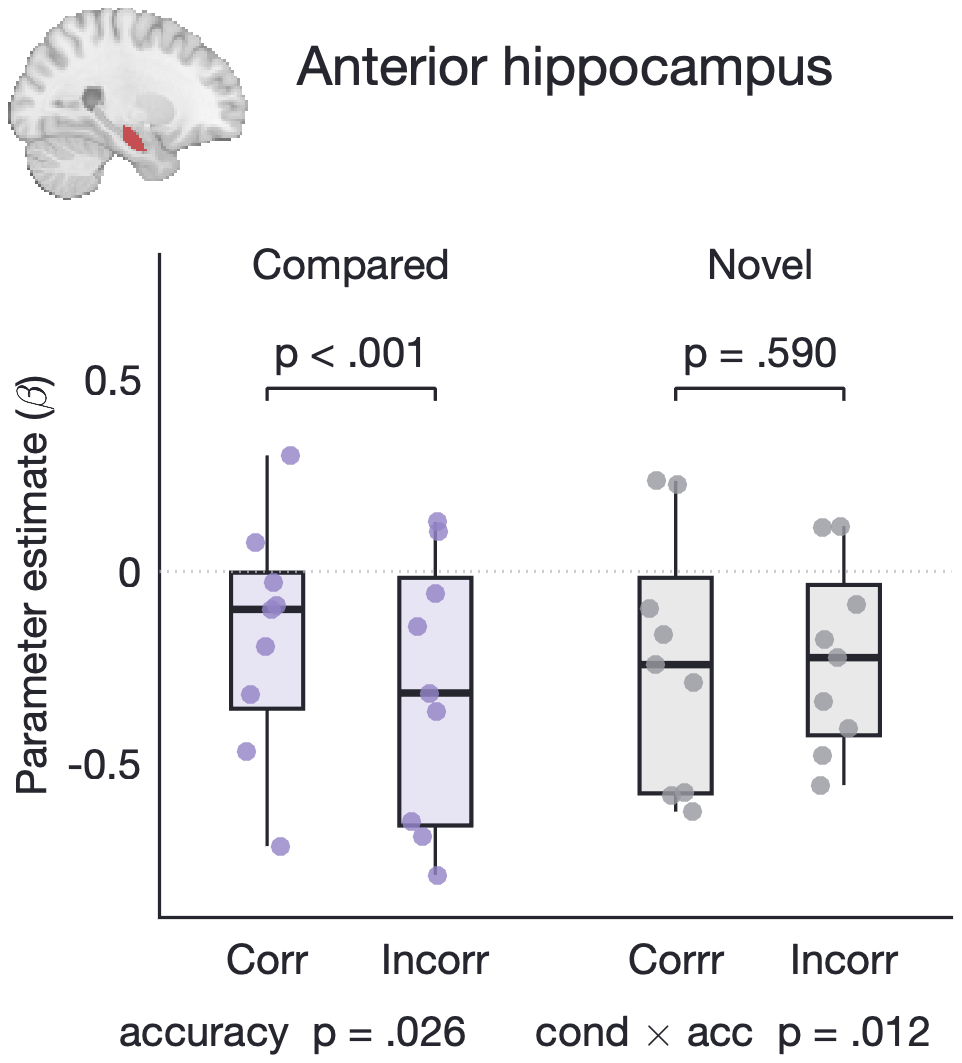 Anterior hippocampus
Compared Novel
p < .001 p = .590
0.5
0
-0.5
Parameter estimate (β)
Corr Incorr Corrr Incorr
accuracy p = .026 cond × acc p = .012